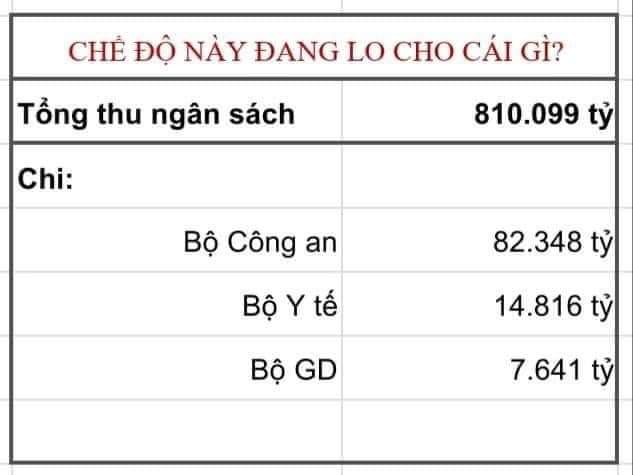 CHẾ ĐỘ NÀY ĐANG LO CHO CÁI GÌ?
Tổng thu ngân sách 810.099 tỷ
Chi:
Bộ Công an 82.348 tỷ
Bộ Y tế 14.816 tỷ
Bộ GD 7.641 tỷ